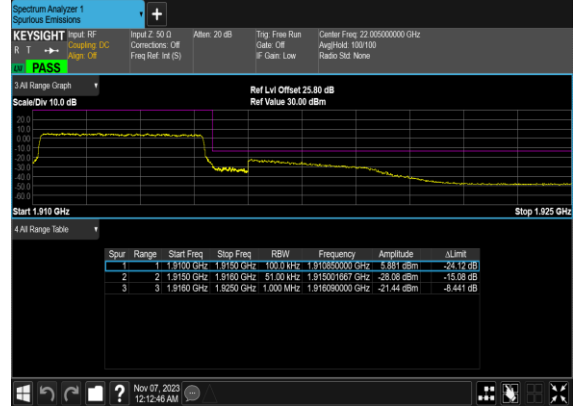 Spectrum Analyzer 1
Spurious Emissions
+
KEYSIGHT Input: RF Input Z: 50 Ω Atten: 20 dB Trig: Free Run Center Freq: 22.005000000 GHz
R T Coupling: DC Corrections: Off Gate: Off Avg|Hold: 100/100
Align: Off Freq Ref: Int (S) IF Gain: Low Radio Std: None
LU PASS
3 All Range Graph
Ref Lvl Offset 25.80 dB
Scale/Div 10.0 dB Ref Value 30.00 dBm
20.0
10.0
0.00
-10.0
-20.0
-30.0
-40.0
-50.0
-60.0
Start 1.910 GHz Stop 1.925 GHz
4 All Range Table
Spur Range Start Freq Stop Freq RBW Frequency Amplitude ΔLimit
1 1 1.9100 GHz 1.9150 GHz 100.0 kHz 1.910850000 GHz 5.881 dBm -24.12 dB
2 2 1.9150 GHz 1.9160 GHz 51.00 kHz 1.915001667 GHz -28.08 dBm -15.08 dB
3 3 1.9160 GHz 1.9250 GHz 1.000 MHz 1.916090000 GHz -21.44 dBm -8.441 dB
? Nov 07, 2023
12:12:46 AM